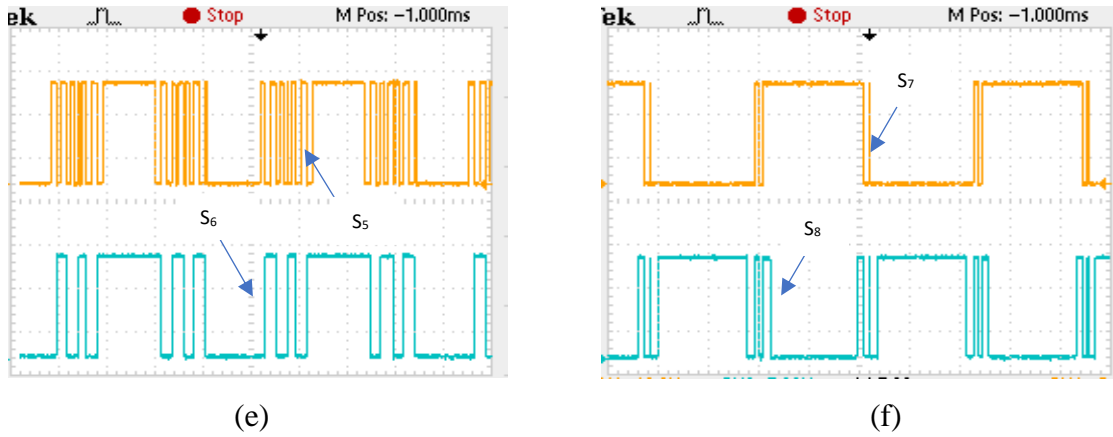 ek Stop M Pos: −1.000ms
S5
S6
(e)
ek Stop M Pos: −1.000ms
S7
S8
(f)